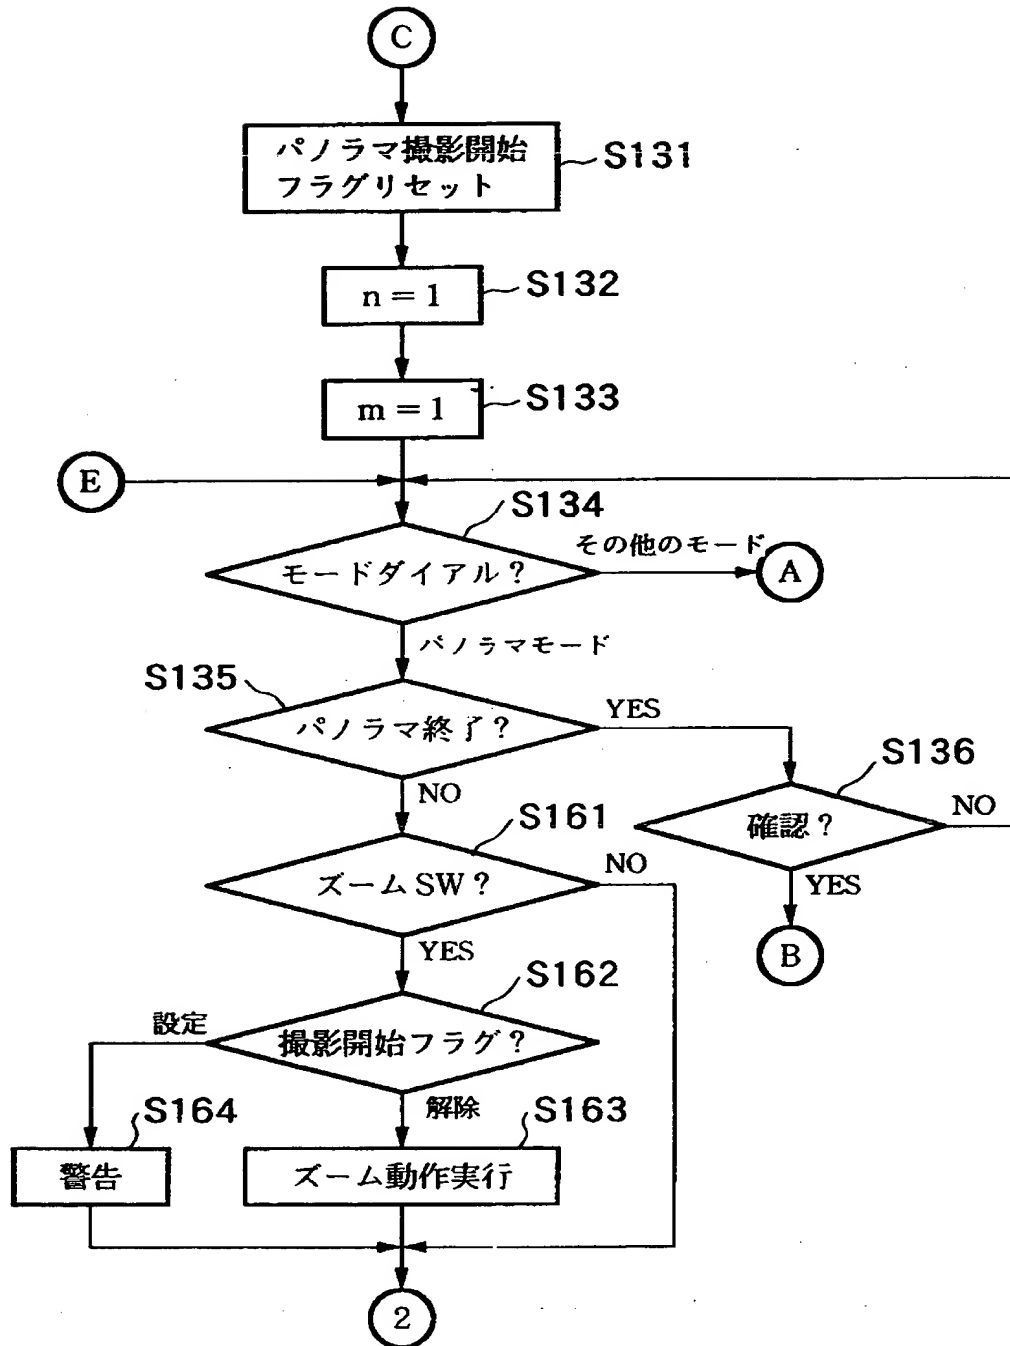 C
パノラマ撮影開始
フラグリセット
S131
n = 1
S132
m = 1
S133
E
S134
モードダイアル？
その他のモード
A
パノラマモード
S135
パノラマ終了？
YES
NO
S136
確認？
NO
YES
B
S161
ズームSW？
NO
YES
S162
撮影開始フラグ？
設定
解除
S164
警告
S163
ズーム動作実行
2